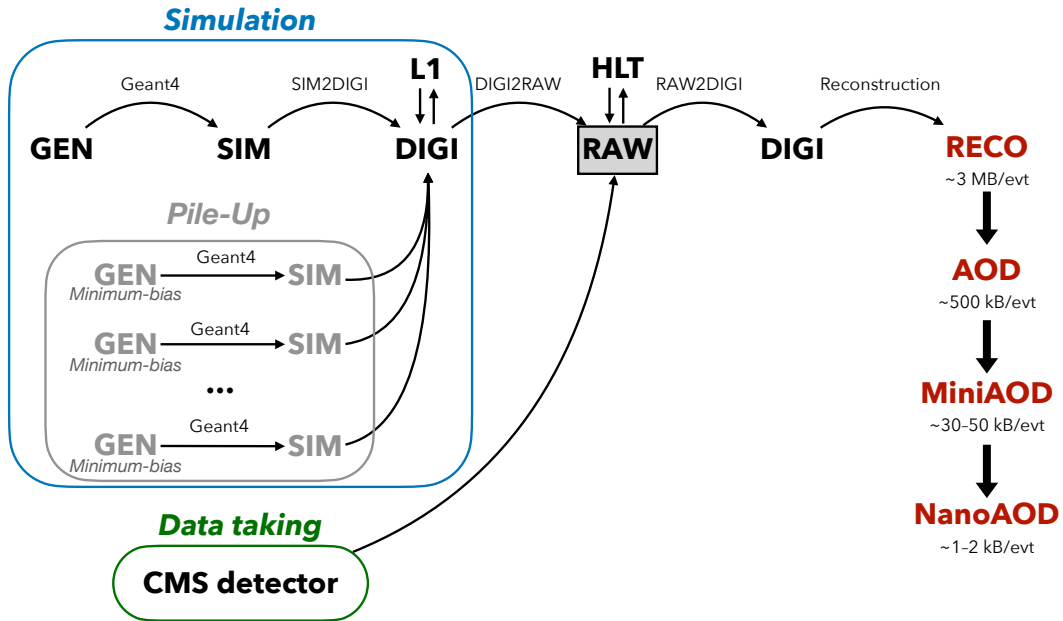 Simulation
L1
HLT
Geant4
SIM2DIGI
DIGI2RAW
RAW2DIGI
Reconstruction
GEN
SIM
DIGI
RAW
DIGI
RECO
~3 MB/evt
Pile-Up
GEN
Geant4
SIM
Minimum-bias
AOD
~500 kB/evt
GEN
Geant4
SIM
Minimum-bias
...
MiniAOD
~30–50 kB/evt
GEN
Geant4
SIM
Minimum-bias
NanoAOD
~1–2 kB/evt
Data taking
CMS detector